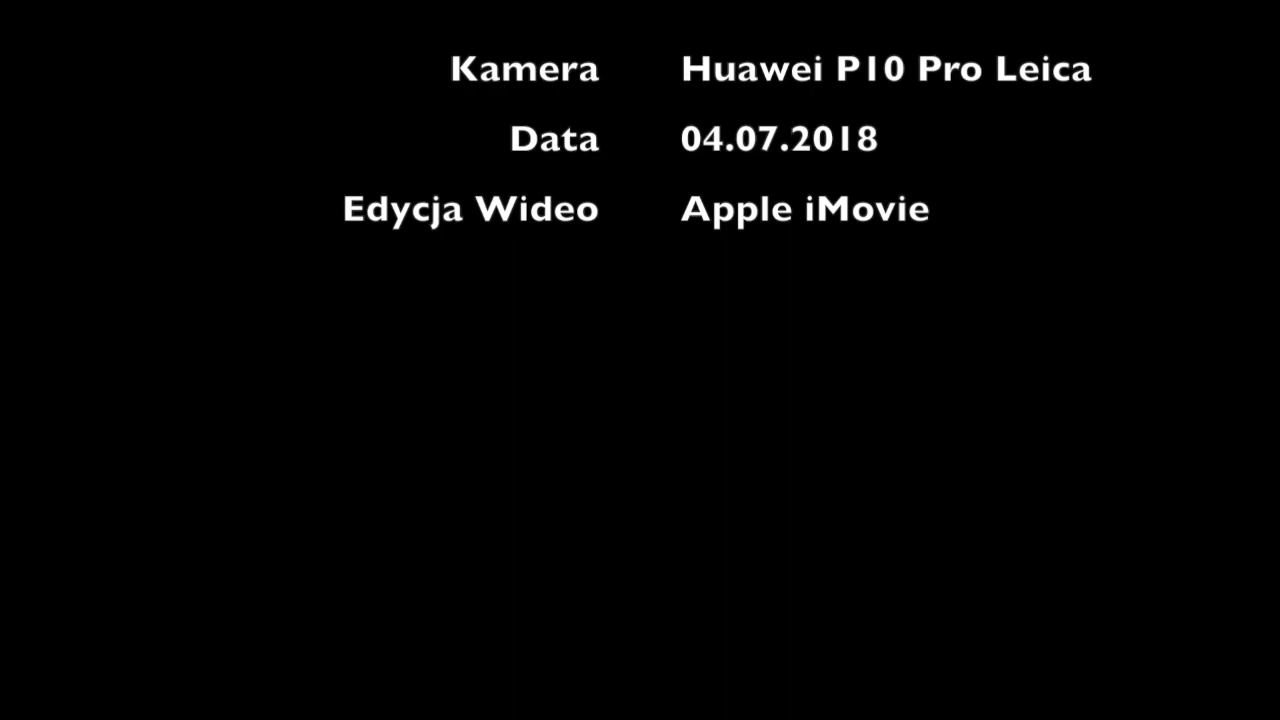 Kamera Huawei P10 Pro Leica
Data 04.07.2018
Edycja Wideo Apple iMovie